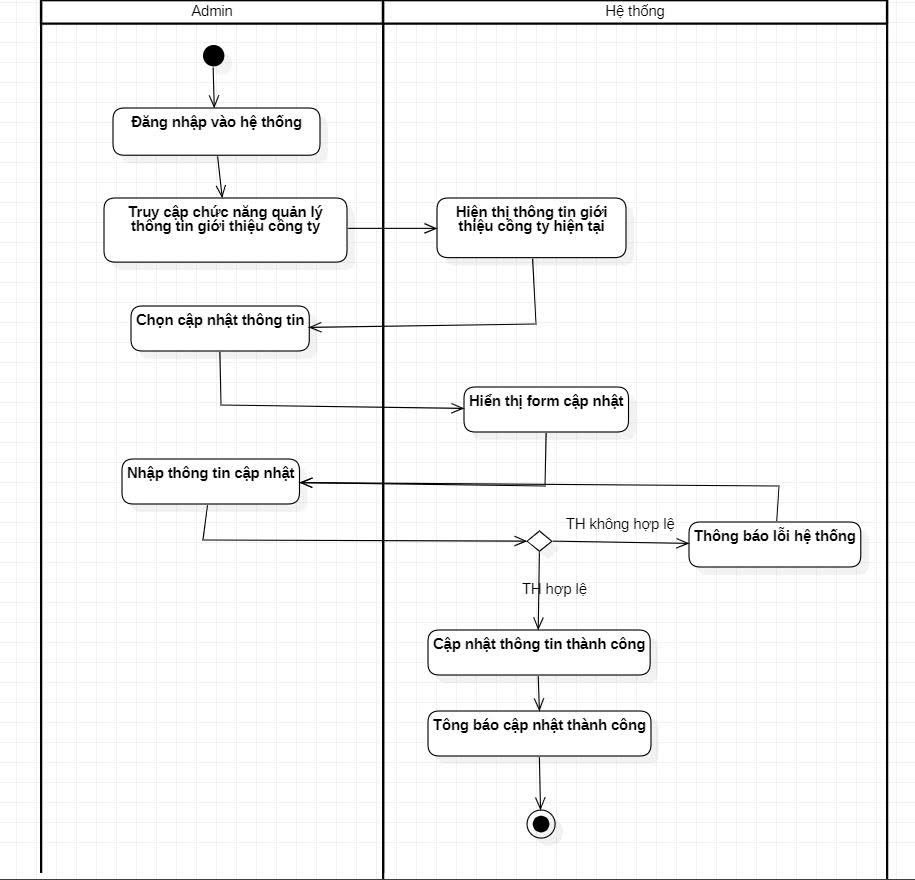 Admin
Hệ thống
Đăng nhập vào hệ thống
Truy cập chức năng quản lý
thông tin giới thiệu công ty
Hiện thị thông tin giới
thiệu công ty hiện tại
Chọn cập nhật thông tin
Hiển thị form cập nhật
Nhập thông tin cập nhật
TH không hợp lệ
Thông báo lỗi hệ thống
TH hợp lệ
Cập nhật thông tin thành công
Tông báo cập nhật thành công